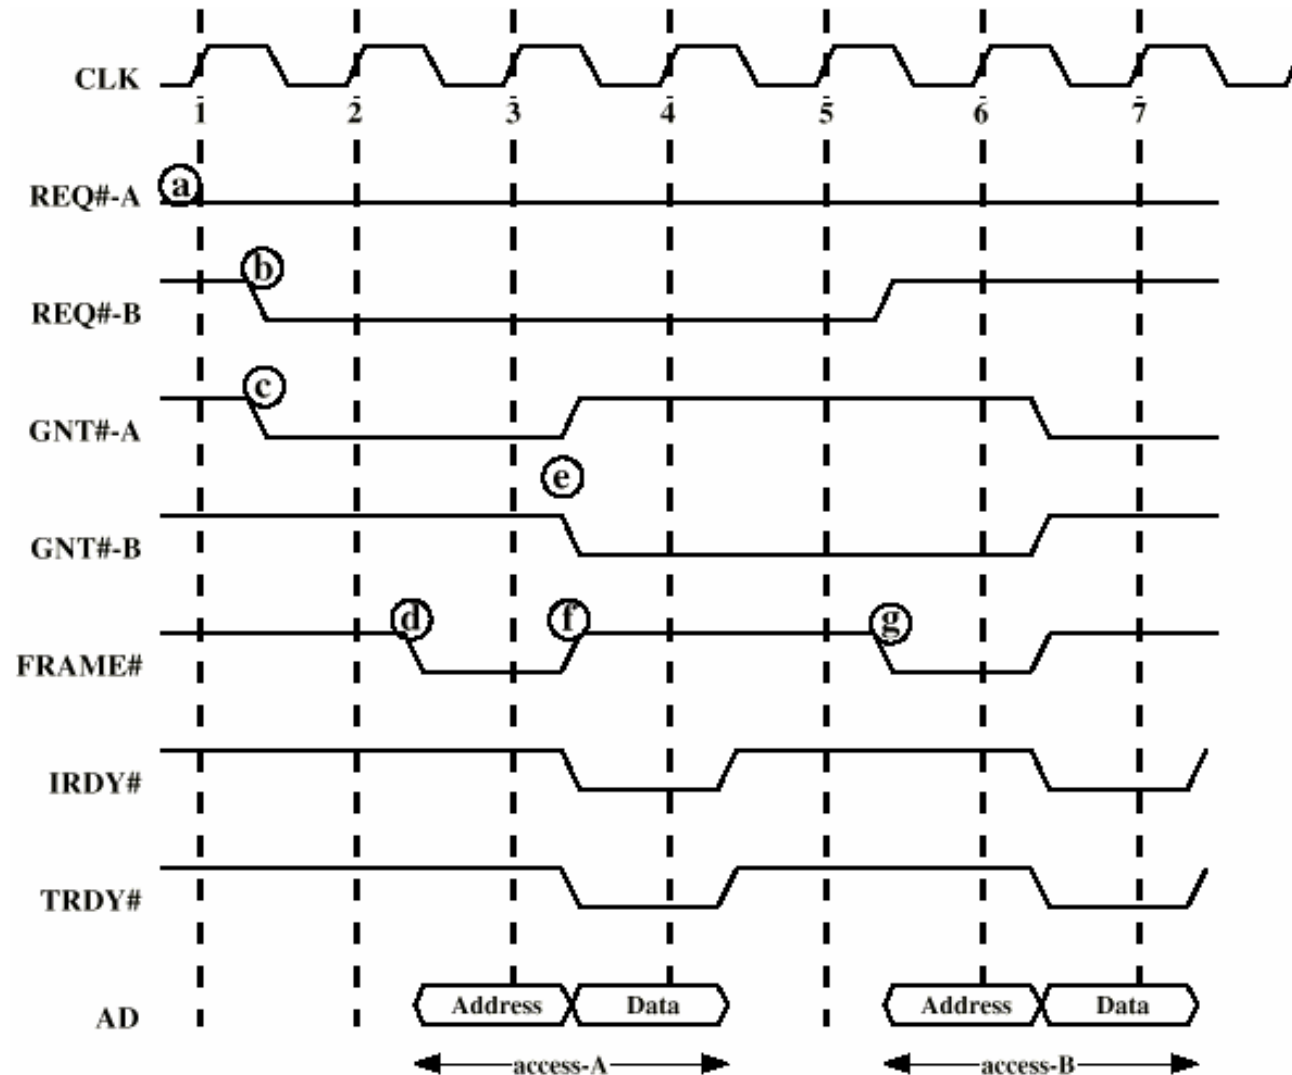 CLK
1 2 3 4 5 6 7
a
REQ#-A
b
REQ#-B
c
GNT#-A
e
GNT#-B
d f g
FRAME#
IRDY#
TRDY#
AD Address Data Address Data
access-A access-B